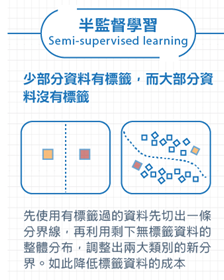 半監督學習
Semi-supervised learning
少部分資料有標籤，而大部分資
料沒有標籤
先使用有標籤過的資料先切出一條
分界線，再利用剩下無標籤資料的
整體分布，調整出兩大類別的新分
界。如此降低標籤資料的成本